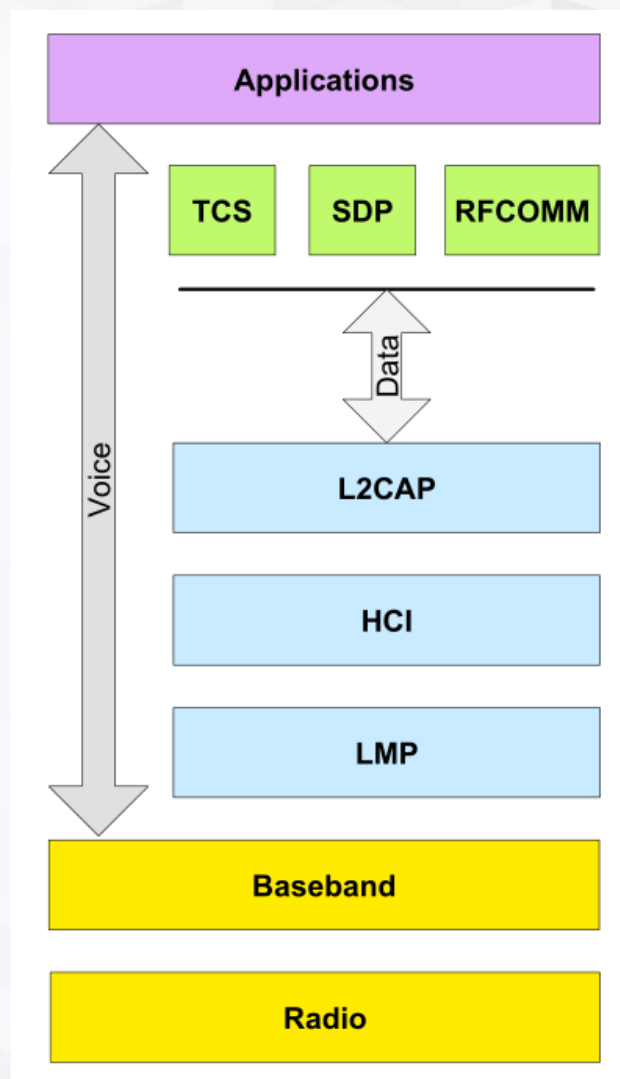 Applications
TCS
SDP
RFCOMM
Data
Voice
L2CAP
HCI
LMP
Baseband
Radio